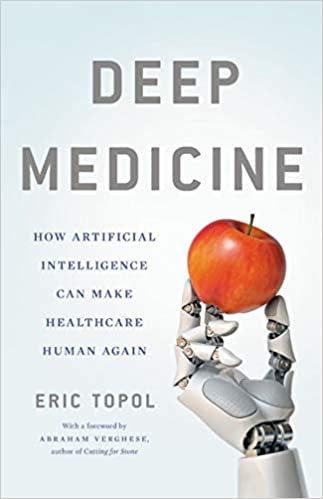 DEEP
MEDICINE
HOW ARTIFICIAL
INTELLIGENCE
CAN MAKE
HEALTHCARE
HUMAN AGAIN
ERIC TOPOL
With a foreword by
ABRAHAM VERGHESE,
author of Cutting for Stone